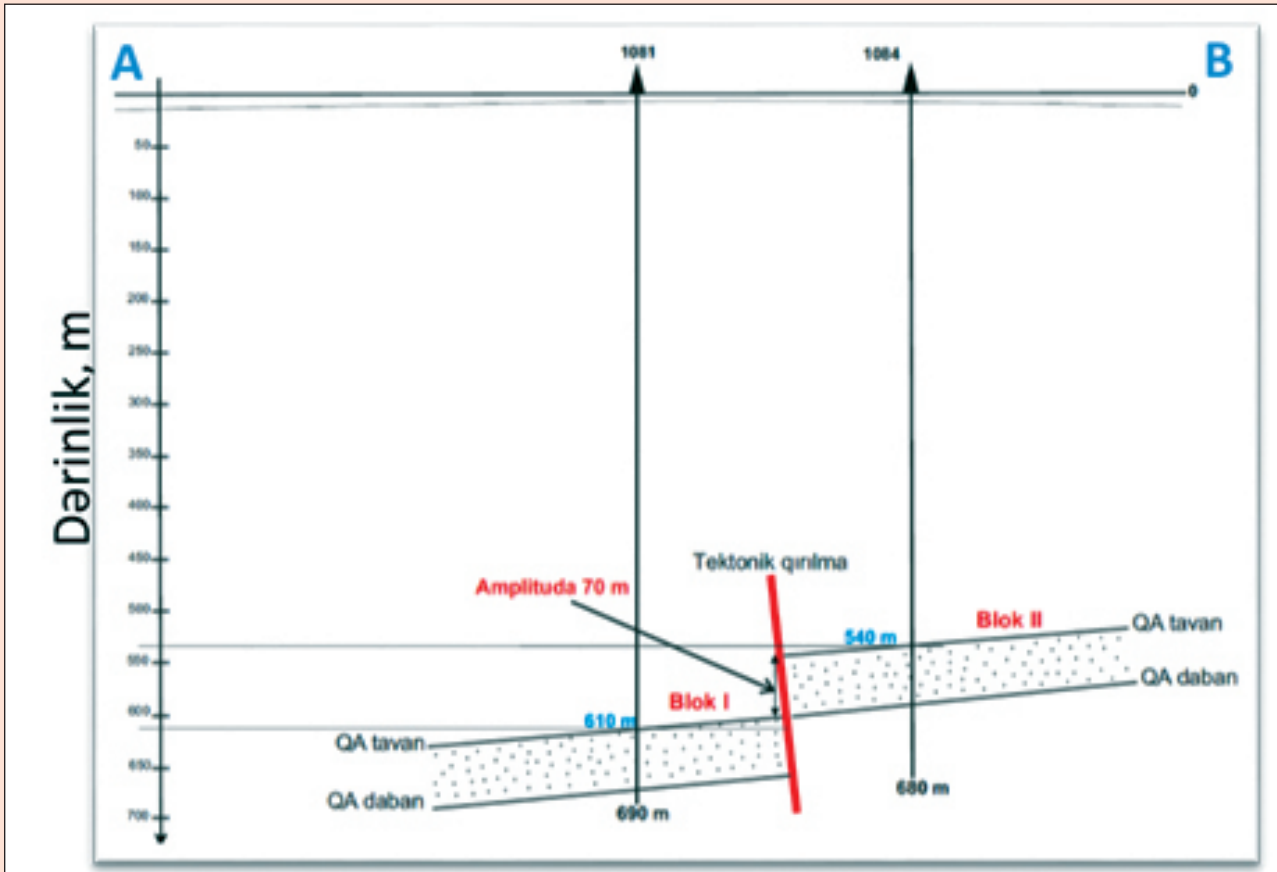 A
1081
1084
B
0
50
100
150
200
250
300
350
400
450
500
550
600
650
700
Dərinlik, m
Tektonik qırılma
Amplituda 70 m
540 m
Blok II
QA tavan
QA daban
Blok I
610 m
QA tavan
QA daban
690 m
680 m